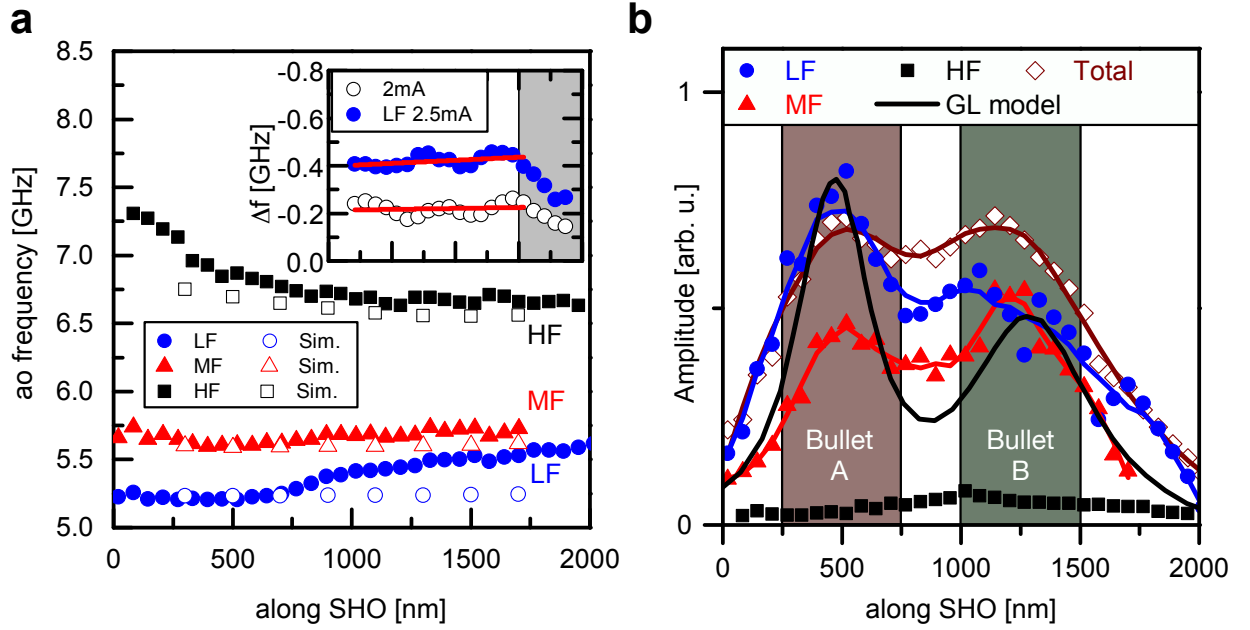 a
8.5
8.0
7.5
7.0
6.5
6.0
5.5
5.0
ao frequency [GHz]
0
500
1000
1500
2000
along SHO [nm]
HF
MF
LF
LF Sim.
MF Sim.
HF Sim.
-0.8
-0.6
-0.4
-0.2
0.0
Δf [GHz]
2mA
LF 2.5mA
b
LF HF Total
MF GL model
1
0
Amplitude [arb. u.]
Bullet
A
Bullet
B
0
500
1000
1500
2000
along SHO [nm]